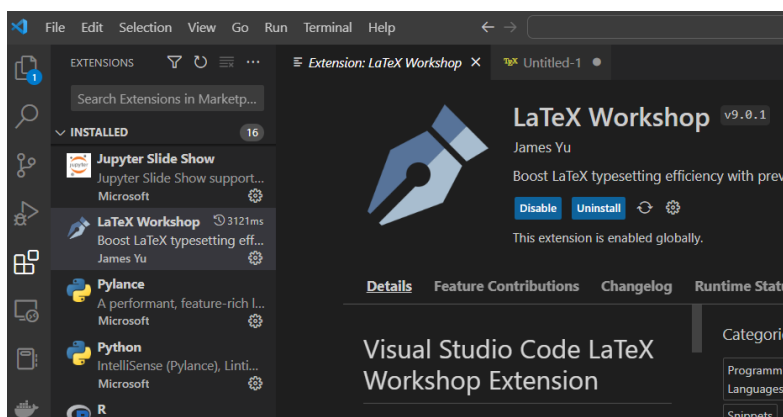 File Edit Selection View Go Run Terminal Help
EXTENSIONS
Search Extensions in Marketp...
INSTALLED 16
Jupyter Slide Show
Jupyter Slide Show support...
Microsoft
LaTeX Workshop 3121ms
Boost LaTeX typesetting eff...
James Yu
Pylance
A performant, feature-rich l...
Microsoft
Python
IntelliSense (Pylance), Linti...
Microsoft
R
Extension: LaTeX Workshop
TEX Untitled-1
LaTeX Workshop v9.0.1
James Yu
Boost LaTeX typesetting efficiency with prev
Disable Uninstall
This extension is enabled globally.
Details Feature Contributions Changelog Runtime Statu
Visual Studio Code LaTeX
Workshop Extension
Categori
Programm
Languages
Snippets
1
jupyter